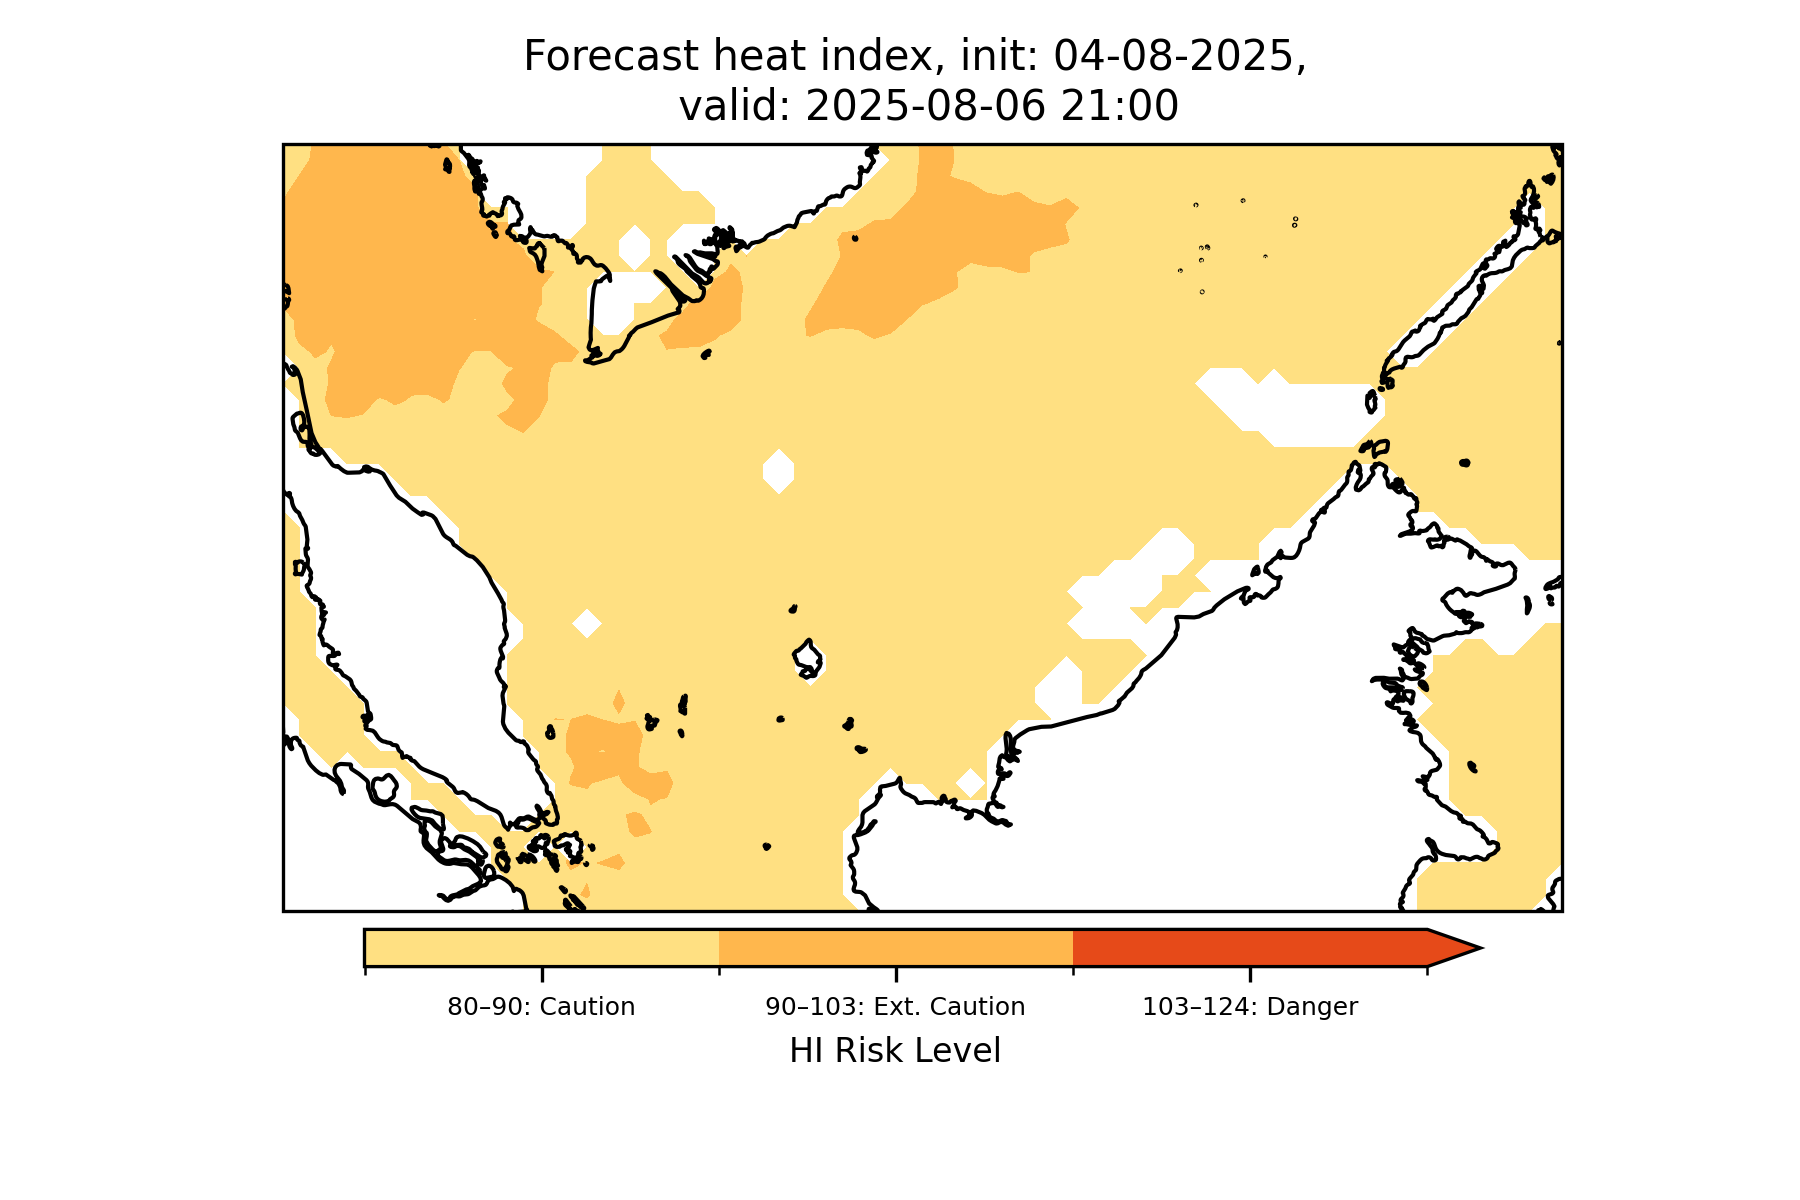 Forecast heat index, init: 04-08-2025,
valid: 2025-08-06 21:00
80–90: Caution
90–103: Ext. Caution
103–124: Danger
HI Risk Level